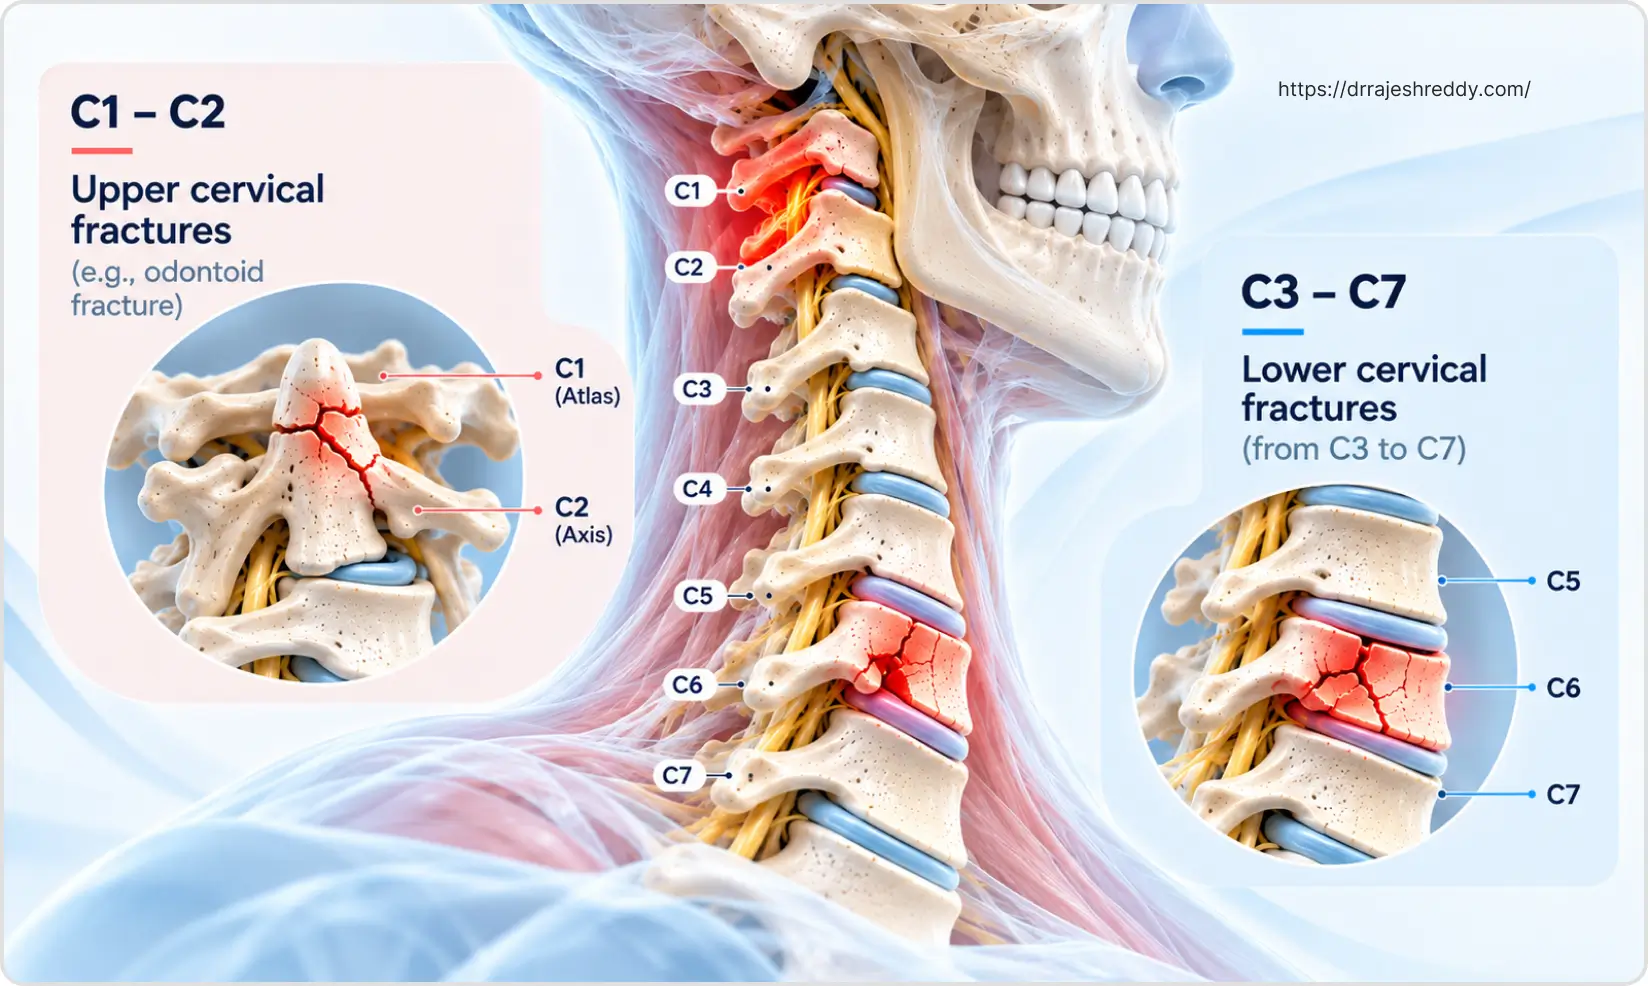 https://drrajeshreddy.com/
C1 – C2
Upper cervical
fractures
(e.g., odontoid
fracture)
C1
(Atlas)
C2
(Axis)
C1
C2
C3
C4
C5
C6
C7
C3 – C7
Lower cervical
fractures
(from C3 to C7)
C5
C6
C7